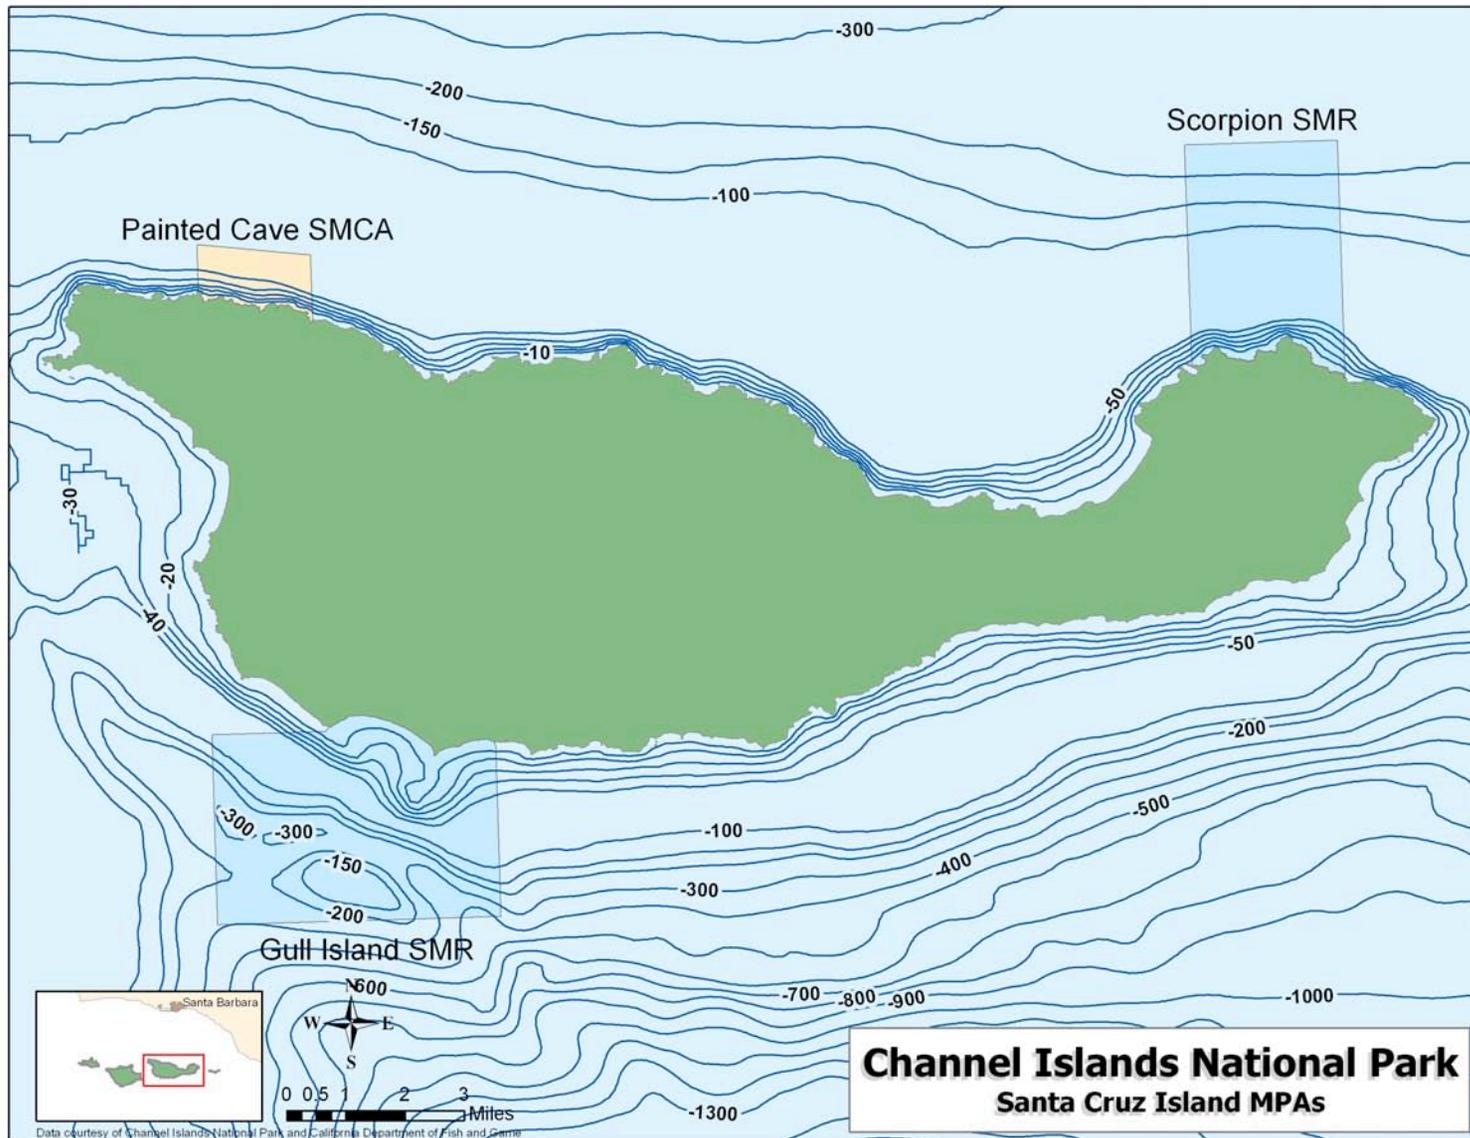 -300
-200
-150
Scorpion SMR
-100
Painted Cave SMCA
-10
-50
-30
-20
-40
-50
-200
-500
-300
-300
-100
-150
-400
-300
-200
Gull Island SMR
-600
N
W
E
S
-700
-800
-900
-1000
Santa Barbara
0 0.5 1 2 3
Miles
-1300
Channel Islands National Park
Santa Cruz Island MPAs
Data courtesy of Channel Islands National Park and California Department of Fish and Game